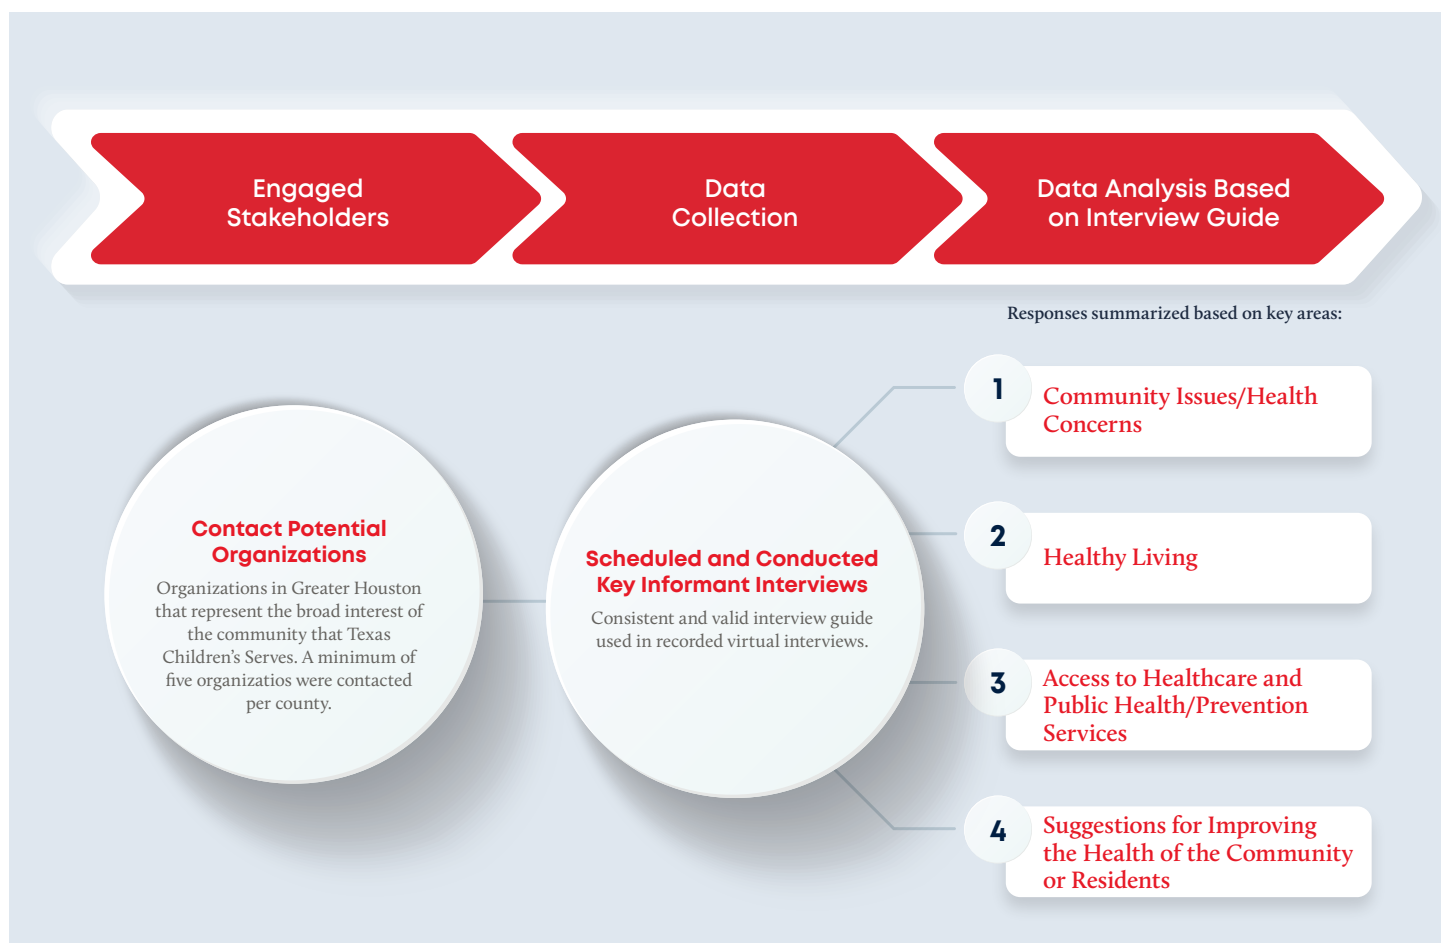 Engaged
Stakeholders
Data
Collection
Data Analysis Based
on Interview Guide
Responses summarized based on key areas:
Contact Potential
Organizations
Organizations in Greater Houston
that represent the broad interest of
the community that Texas
Children’s Serves. A minimum of
five organizatios were contacted
per county.
Scheduled and Conducted
Key Informant Interviews
Consistent and valid interview guide
used in recorded virtual interviews.
1
Community Issues/Health
Concerns
2
Healthy Living
3
Access to Healthcare and
Public Health/Prevention
Services
4
Suggestions for Improving
the Health of the Community
or Residents